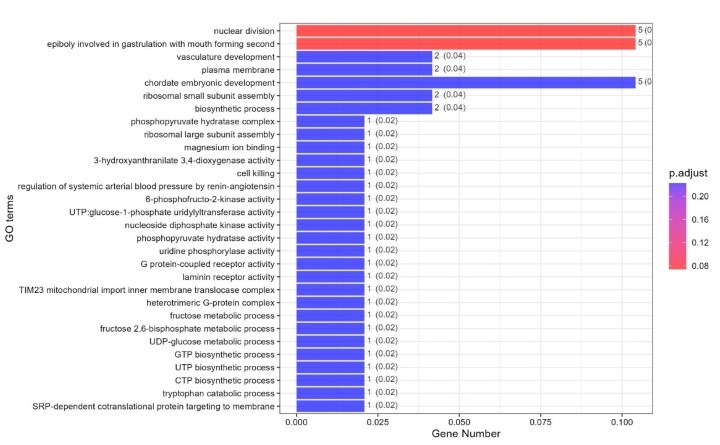 nuclear division 5 (0
epiboly involved in gastrulation with mouth forming second 5 (0
vasculature development 2 (0.04)
plasma membrane 2 (0.04)
chordate embryonic development 5 (0
ribosomal small subunit assembly 2 (0.04)
biosynthetic process 2 (0.04)
phosphopyruvate hydratase complex 1 (0.02)
ribosomal large subunit assembly 1 (0.02)
magnesium ion binding 1 (0.02)
3-hydroxyanthranilate 3,4-dioxygenase activity 1 (0.02)
cell killing 1 (0.02)
regulation of systemic arterial blood pressure by renin-angiotensin 1 (0.02)
6-phosphofructo-2-kinase activity 1 (0.02)
UTP:glucose-1-phosphate uridylyltransferase activity 1 (0.02)
nucleoside diphosphate kinase activity 1 (0.02)
phosphopyruvate hydratase activity 1 (0.02)
uridine phosphorylase activity 1 (0.02)
G protein-coupled receptor activity 1 (0.02)
laminin receptor activity 1 (0.02)
TIM23 mitochondrial import inner membrane translocase complex 1 (0.02)
heterotrimeric G-protein complex 1 (0.02)
fructose metabolic process 1 (0.02)
fructose 2,6-bisphosphate metabolic process 1 (0.02)
UDP-glucose metabolic process 1 (0.02)
GTP biosynthetic process 1 (0.02)
UTP biosynthetic process 1 (0.02)
CTP biosynthetic process 1 (0.02)
tryptophan catabolic process 1 (0.02)
SRP-dependent cotranslational protein targeting to membrane 1 (0.02)
0.000 0.025 0.050 0.075 0.100
Gene Number
GO terms
p.adjust
0.20
0.16
0.12
0.08